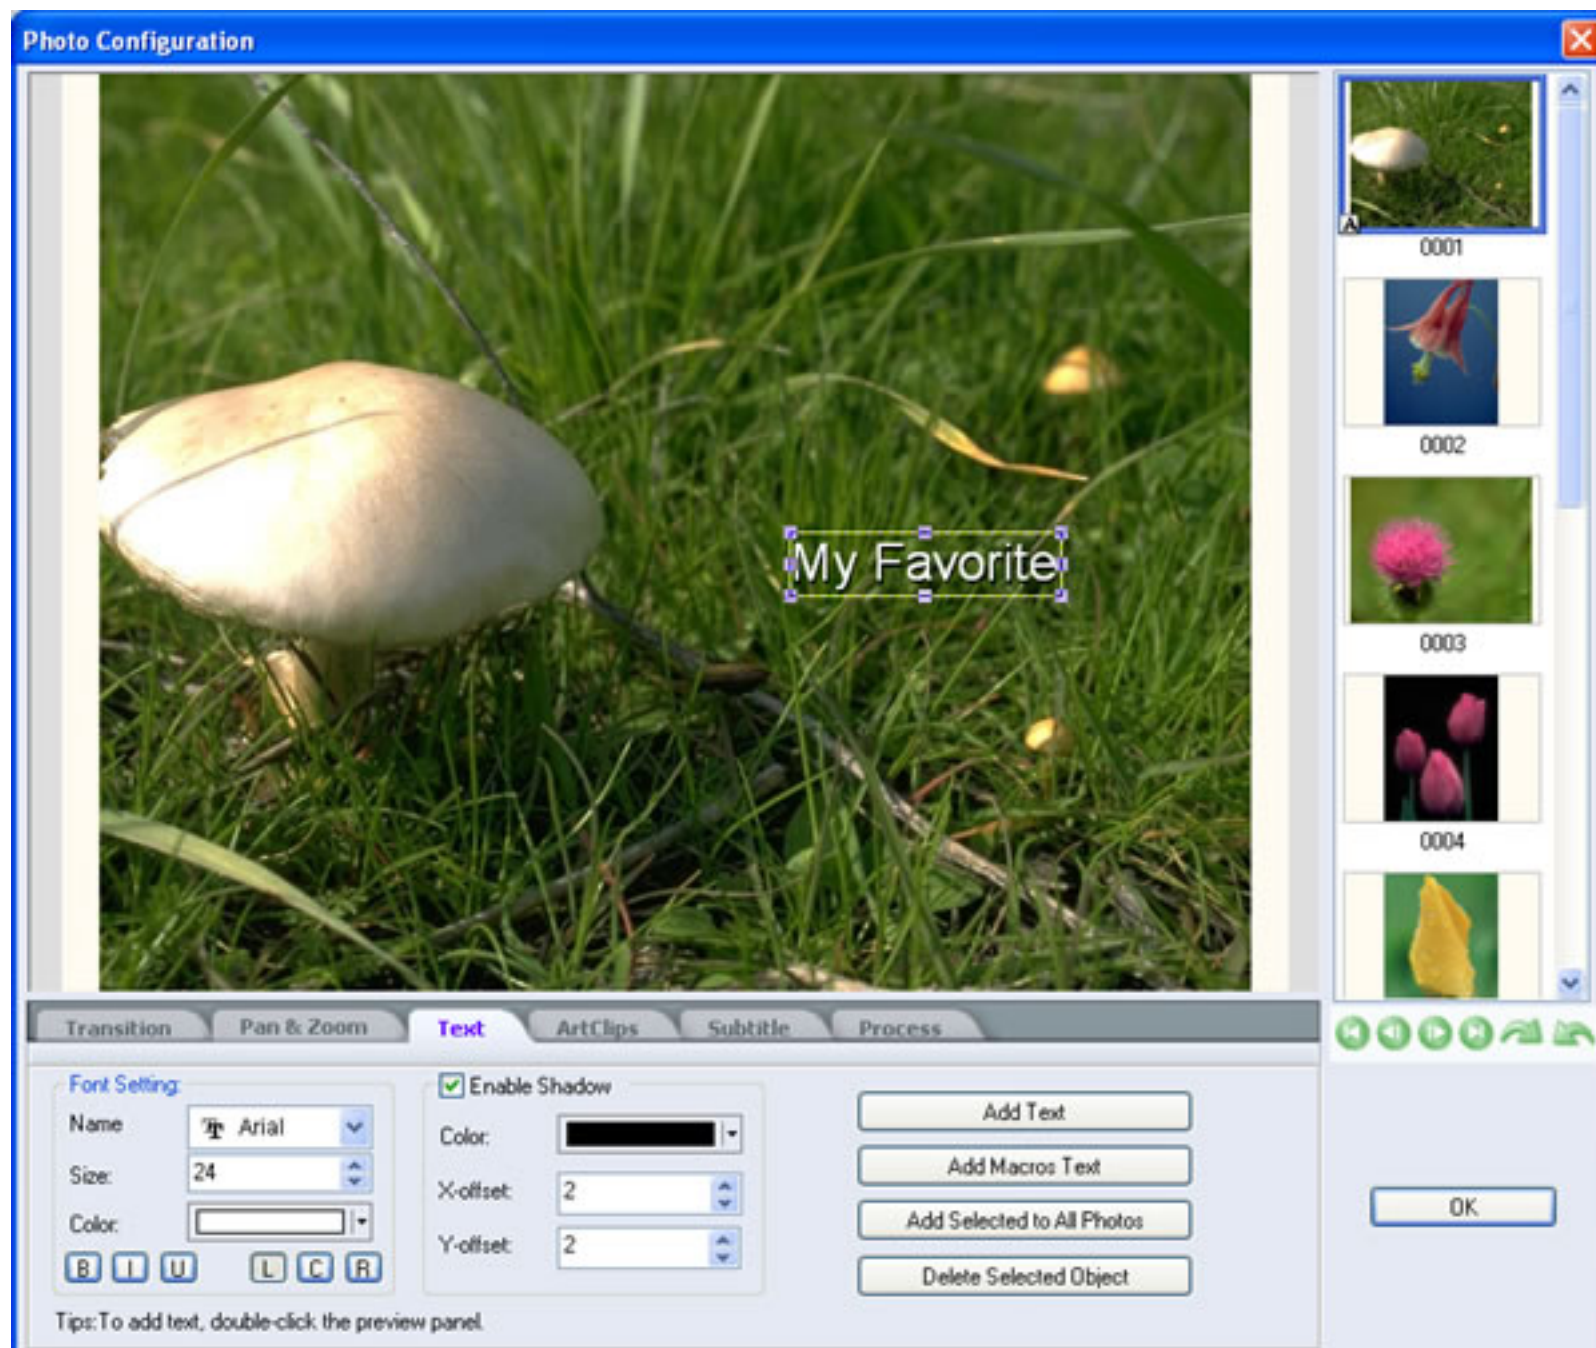 Photo Configuration
My Favorite
A
0001
0002
0003
0004
Transition Pan & Zoom Text ArtClips Subtitle Process
Font Setting:
Name Arial
Size: 24
Color:
B I U L C R
Enable Shadow
Color:
X-offset: 2
Y-offset: 2
Add Text
Add Macros Text
Add Selected to All Photos
Delete Selected Object
OK
Tips:To add text, double-click the preview panel.